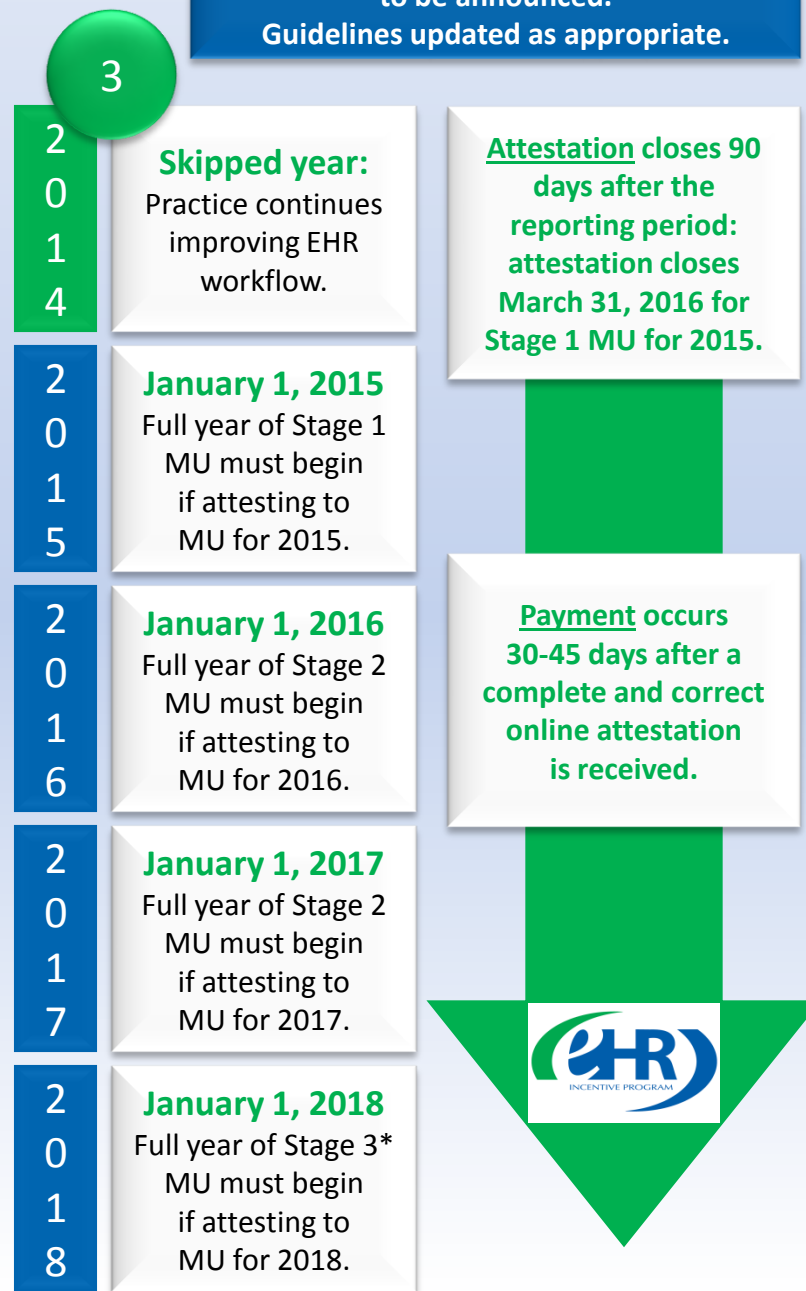 to be announced.
Guidelines updated as appropriate.
3
2
0
1
4
Skipped year:
Practice continues
improving EHR
workflow.
2
0
1
5
January 1, 2015
Full year of Stage 1
MU must begin
if attesting to
MU for 2015.
2
0
1
6
January 1, 2016
Full year of Stage 2
MU must begin
if attesting to
MU for 2016.
2
0
1
7
January 1, 2017
Full year of Stage 2
MU must begin
if attesting to
MU for 2017.
2
0
1
8
January 1, 2018
Full year of Stage 3*
MU must begin
if attesting to
MU for 2018.
Attestation closes 90
days after the
reporting period:
attestation closes
March 31, 2016 for
Stage 1 MU for 2015.
Payment occurs
30-45 days after a
complete and correct
online attestation
is received.
eHR
INCENTIVE PROGRAM